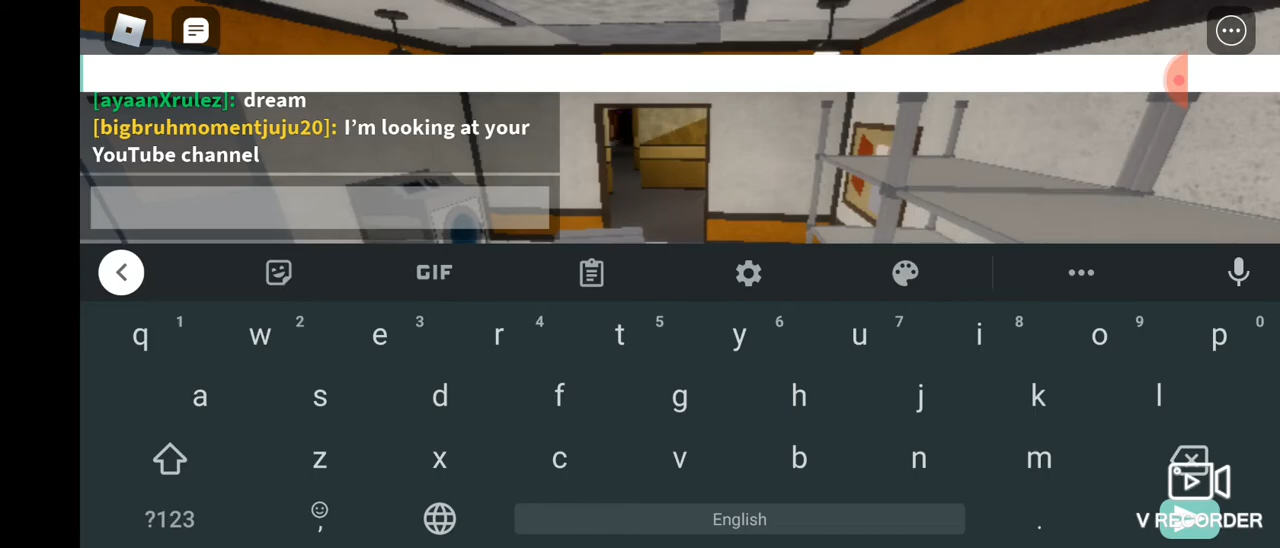 [ayaanXrulez]: dream
[bigbruhmomentjuju20]: I’m looking at your
YouTube channel
GIF
q 1 w 2 e 3 r 4 t 5 y 6 u 7 i 8 o 9 p 0
a s d f g h j k l
z x c v b n m
?123 , English .
V RECORDER